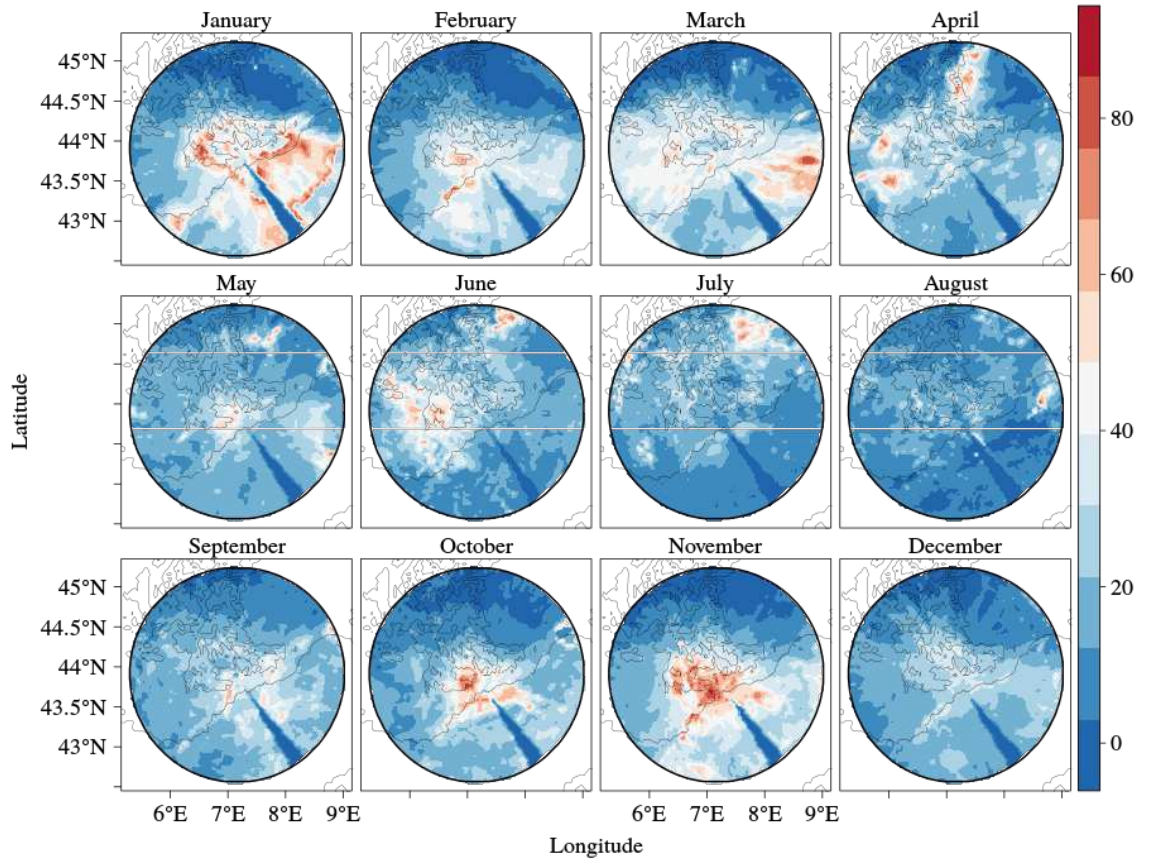 January February March April
45°N
44.5°N
44°N
43.5°N
43°N
80
60
40
20
0
May June July August
Latitude
September October November December
45°N
44.5°N
44°N
43.5°N
43°N
6°E 7°E 8°E 9°E 6°E 7°E 8°E 9°E
Longitude